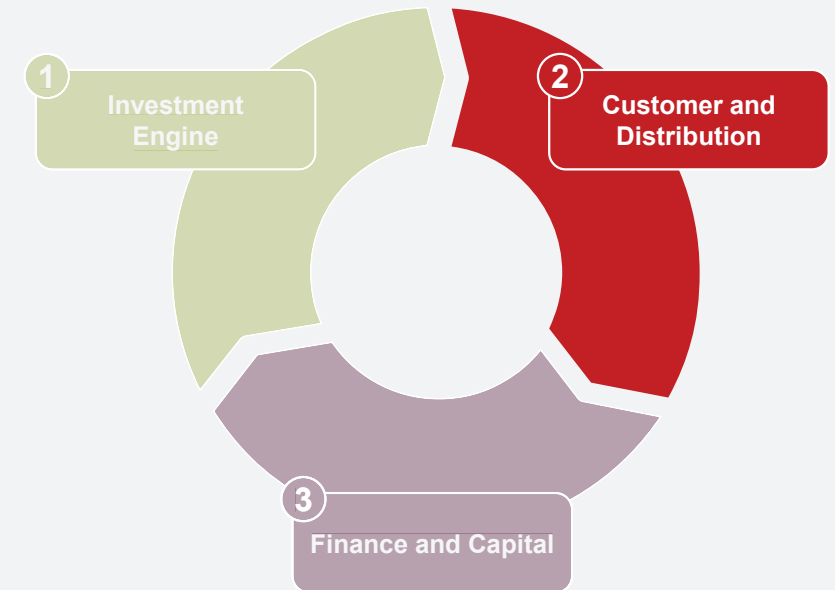 1
Investment
Engine
2
Customer and
Distribution
3
Finance and Capital